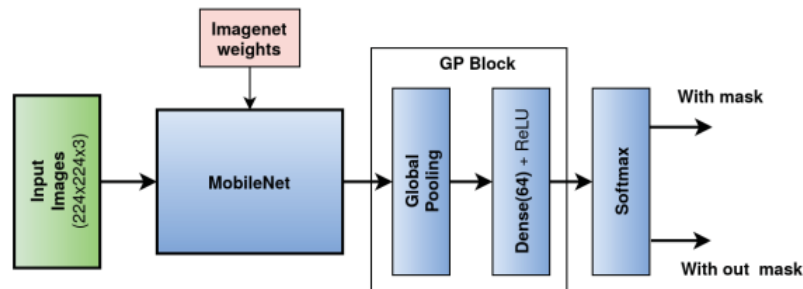 Imagenet
weights
GP Block
Input
Images
(224x224x3)
MobileNet
Global
Pooling
Dense(64) + ReLU
Softmax
With mask
With out  mask